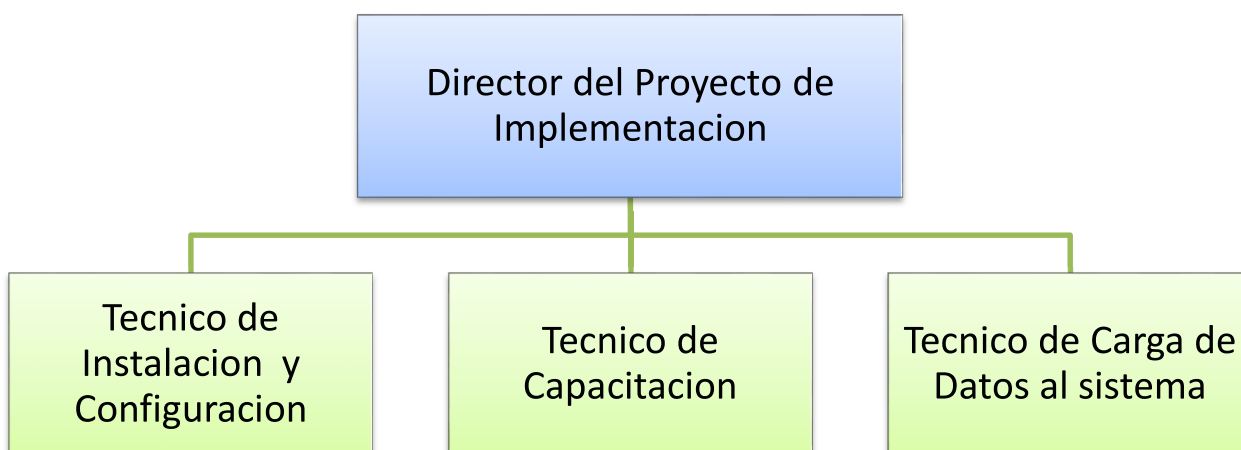 Director del Proyecto de
Implementacion
Tecnico de
Instalacion y
Configuracion
Tecnico de
Capacitacion
Tecnico de Carga de
Datos al sistema